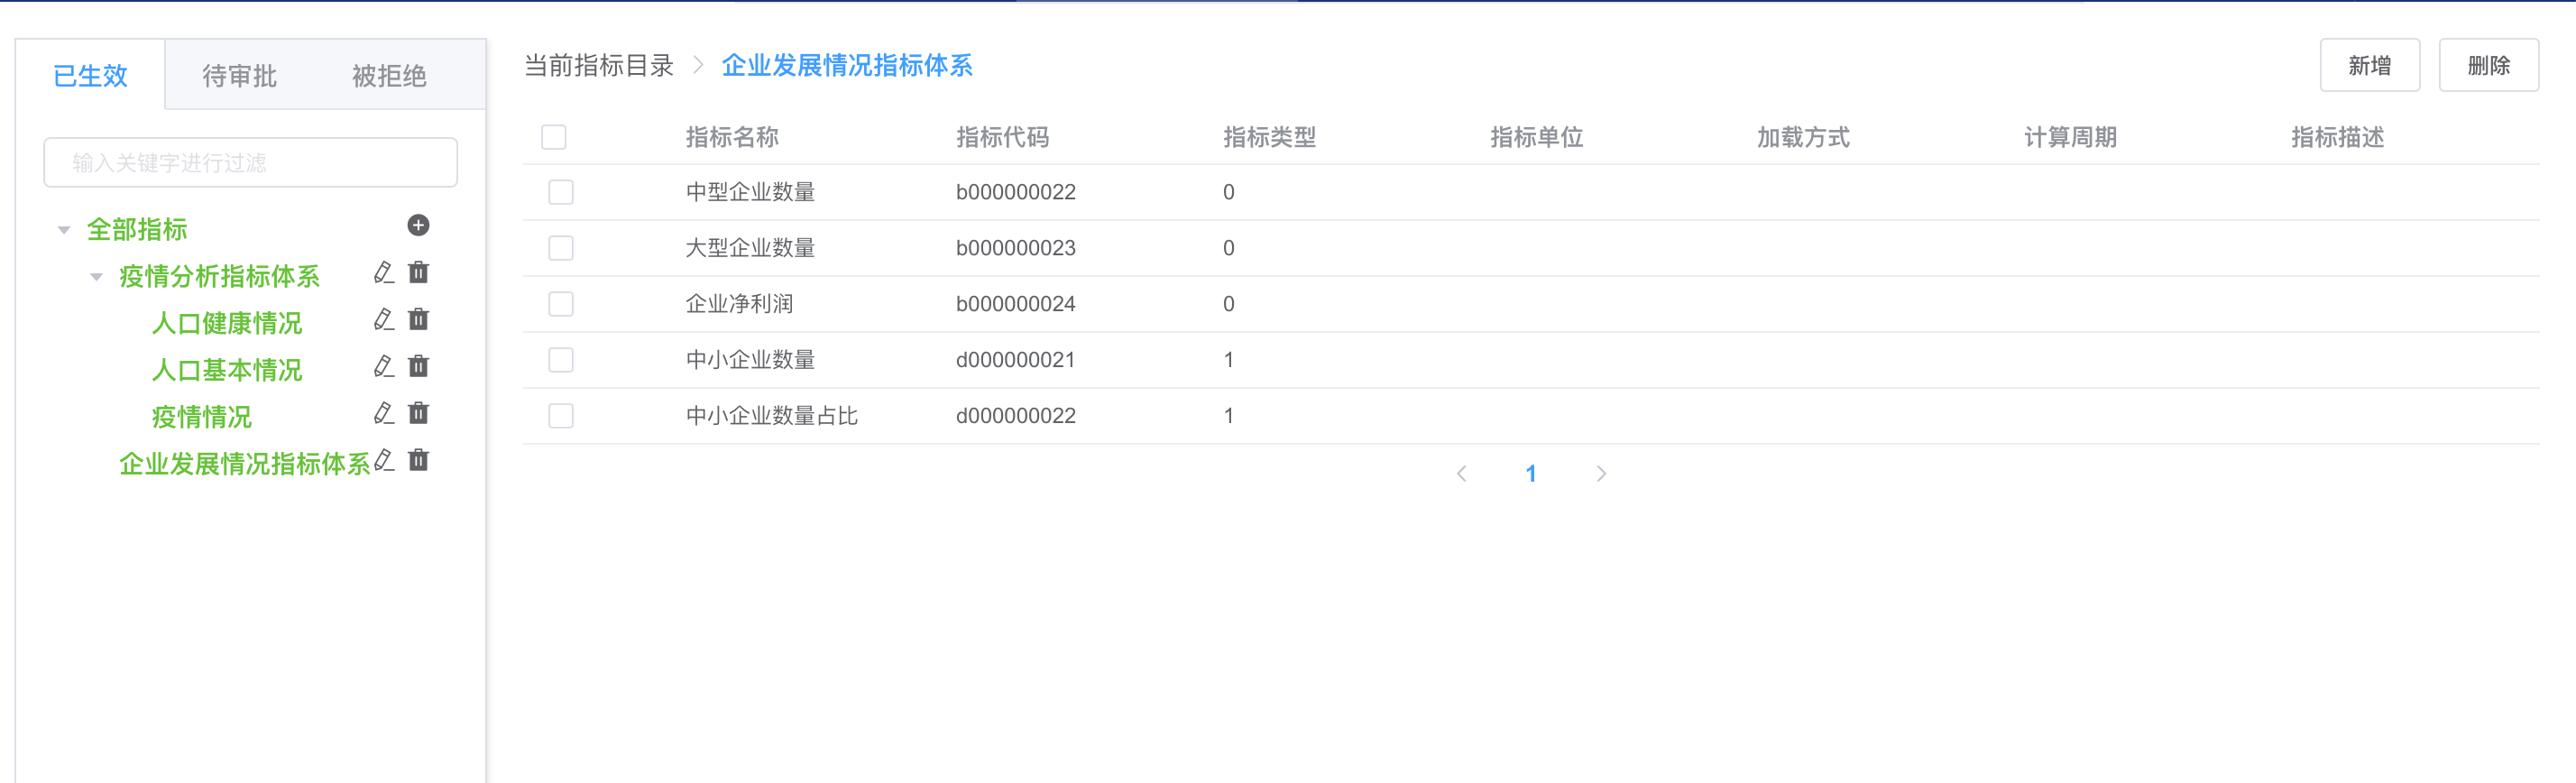 已生效 待审批 被拒绝
输入关键字进行过滤
全部指标
疫情分析指标体系
人口健康情况
人口基本情况
疫情情况
企业发展情况指标体系
当前指标目录 企业发展情况指标体系
新增 删除
指标名称 指标代码 指标类型 指标单位 加载方式 计算周期 指标描述
中型企业数量 b000000022 0
大型企业数量 b000000023 0
企业净利润 b000000024 0
中小企业数量 d000000021 1
中小企业数量占比 d000000022 1
1